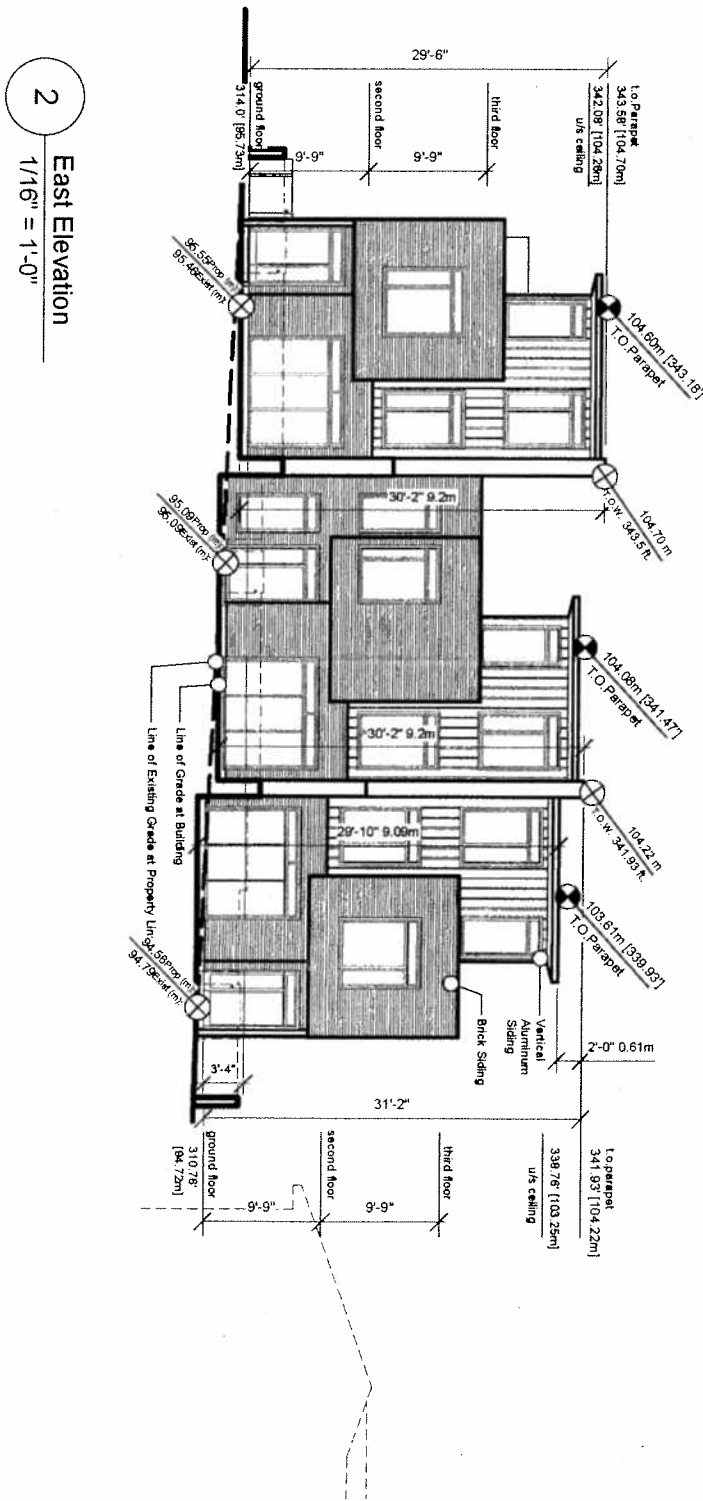 2
East Elevation
1/16" = 1'-0"
29'-6"
t.o.Parapet
343.58' [104.70m]
342.08' [104.26m]
u/s ceiling
third floor
9'-9"
second floor
9'-9"
ground floor
314.0' [95.73m]
95.55Prop (m)
95.46Exist (m)
104.60m [343.18']
T.O.Parapet
104.70 m
T.o.w. 343.5 ft.
30'-2" 9.2m
95.09Prop (m)
95.09Exist (m)
104.08m [341.47']
T.O.Parapet
30'-2" 9.2m
Line of Grade at Building
Line of Existing Grade at Property Line
104.22 m
T.o.w. 341.93 ft.
29'-10" 9.09m
103.61m [339.93']
T.O.Parapet
94.56Prop (m)
94.79Exist (m)
Vertical
Aluminum
Siding
Brick Siding
2'-0" 0.61m
3'-4"
31'-2"
t.o.parapet
341.93' [104.22m]
338.76' [103.25m]
u/s ceiling
third floor
9'-9"
second floor
9'-9"
ground floor
310.76'
[94.72m]